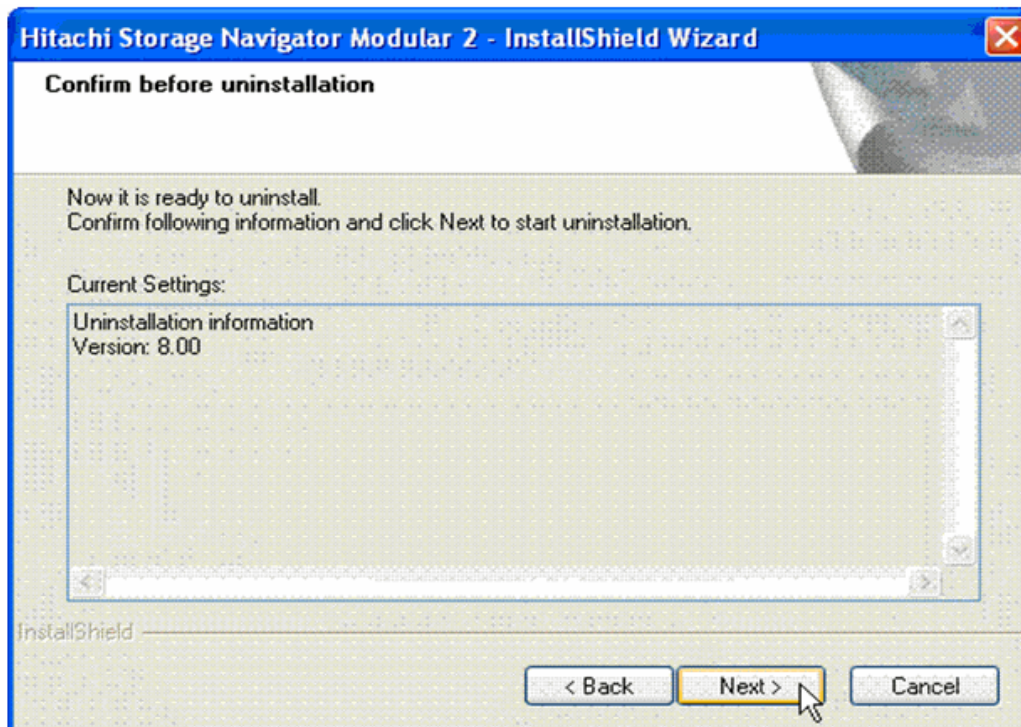 Hitachi Storage Navigator Modular 2 - InstallShield Wizard
Confirm before uninstallation
Now it is ready to uninstall.
Confirm following information and click Next to start uninstallation.
Current Settings:
Uninstallation information
Version: 8.00
InstallShield
< Back
Next >
Cancel